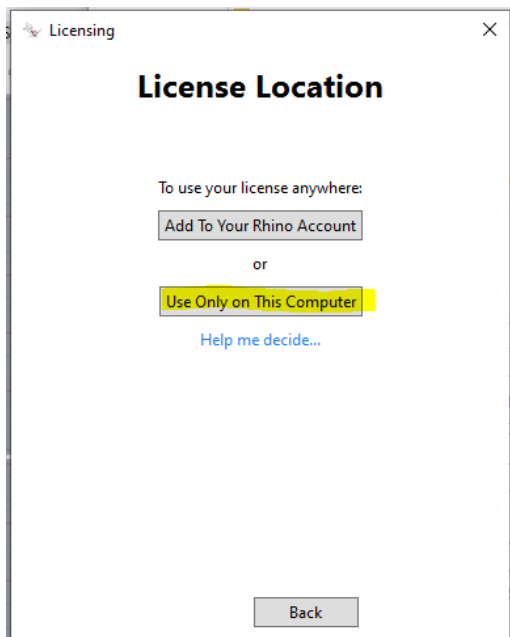 Licensing
License Location
To use your license anywhere:
Add To Your Rhino Account
or
Use Only on This Computer
Help me decide...
Back